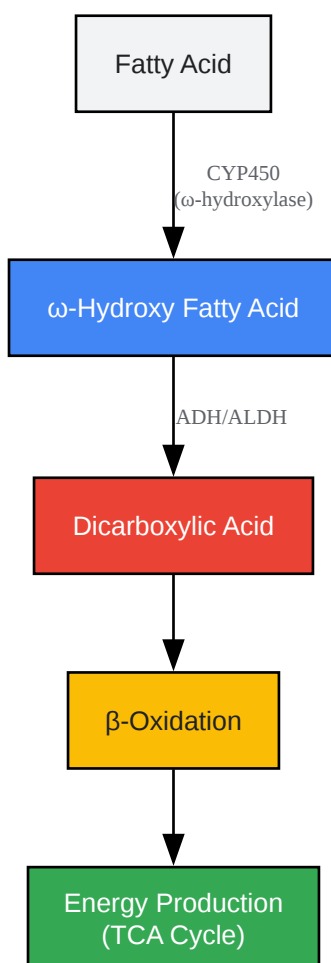 Fatty Acid
CYP450
(ω-hydroxylase)
ω-Hydroxy Fatty Acid
ADH/ALDH
Dicarboxylic Acid
β-Oxidation
Energy Production
(TCA Cycle)